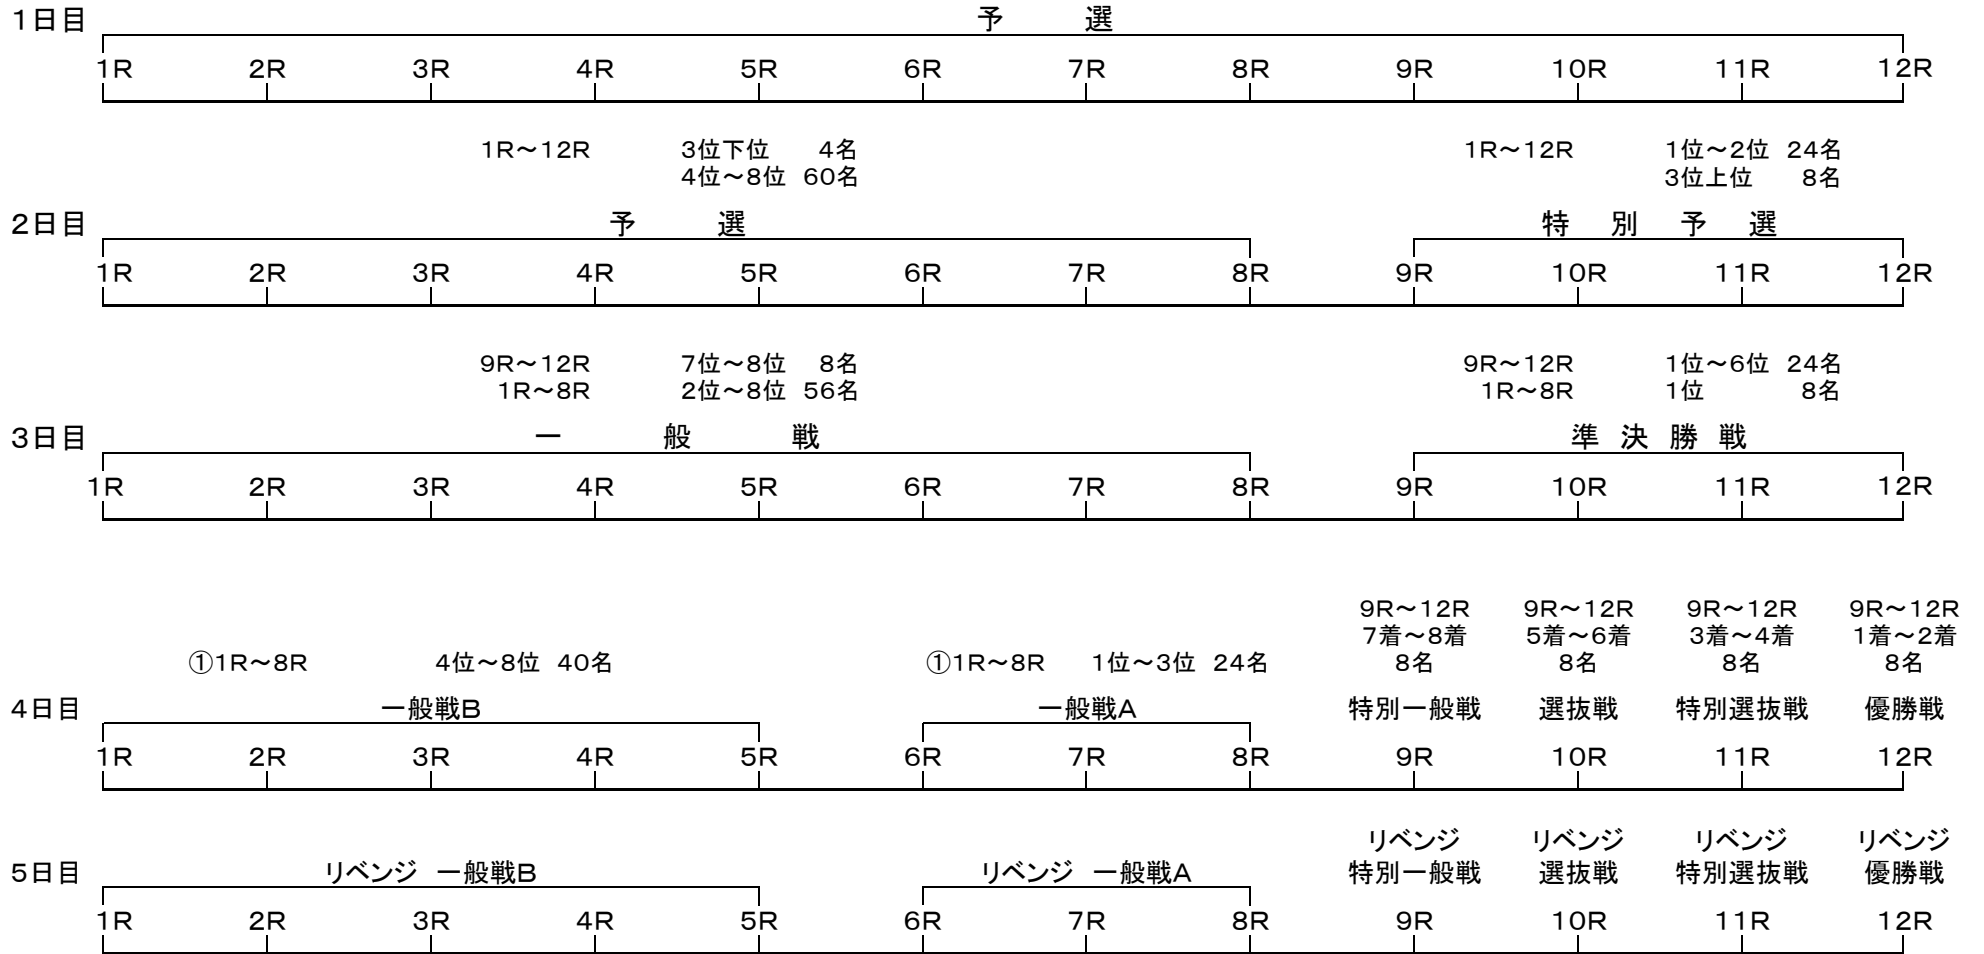 1日目 予 選
1R 2R 3R 4R 5R 6R 7R 8R 9R 10R 11R 12R
1R～12R 3位下位 4名 1R～12R 1位～2位 24名
4位～8位 60名 3位上位 8名
2日目 予 選 特 別 予 選
1R 2R 3R 4R 5R 6R 7R 8R 9R 10R 11R 12R
9R～12R 7位～8位 8名 9R～12R 1位～6位 24名
1R～8R 2位～8位 56名 1R～8R 1位 8名
3日目 一 般 戦 準 決 勝 戦
1R 2R 3R 4R 5R 6R 7R 8R 9R 10R 11R 12R
9R～12R 9R～12R 9R～12R 9R～12R
7着～8着 5着～6着 3着～4着 1着～2着
①1R～8R 4位～8位 40名 ①1R～8R 1位～3位 24名 8名 8名 8名 8名
4日目 一般戦B 一般戦A 特別一般戦 選抜戦 特別選抜戦 優勝戦
1R 2R 3R 4R 5R 6R 7R 8R 9R 10R 11R 12R
リベンジ リベンジ リベンジ リベンジ
5日目 リベンジ 一般戦B リベンジ 一般戦A 特別一般戦 選抜戦 特別選抜戦 優勝戦
1R 2R 3R 4R 5R 6R 7R 8R 9R 10R 11R 12R